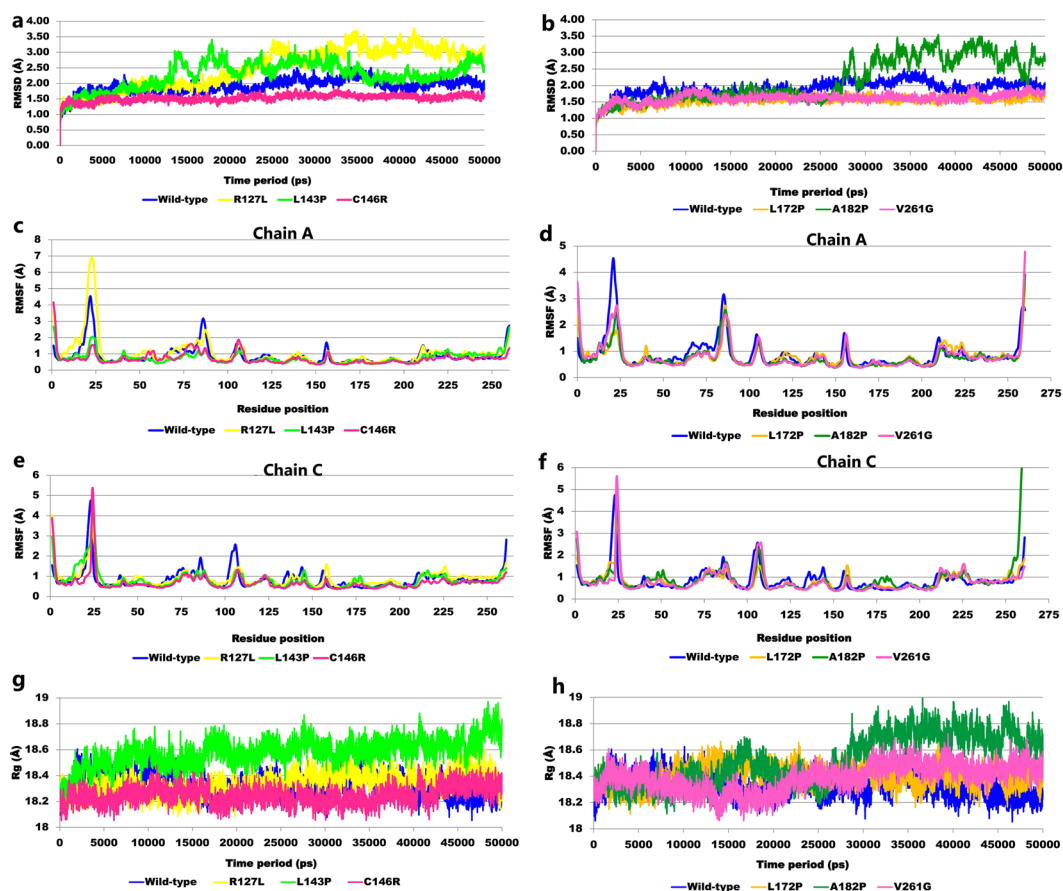 a
RMSD (Å)
4.00
3.50
3.00
2.50
2.00
1.50
1.00
0.50
0.00
0 5000 10000 15000 20000 25000 30000 35000 40000 45000 50000
Time period (ps)
Wild-type R127L L143P C146R
b
RMSD (Å)
4.00
3.50
3.00
2.50
2.00
1.50
1.00
0.50
0.00
0 5000 10000 15000 20000 25000 30000 35000 40000 45000 50000
Time preriod (ps)
Wild-type L172P A182P V261G
c
Chain A
RMSF (Å)
8
7
6
5
4
3
2
1
0
0 25 50 75 100 125 150 175 200 225 250
Residue position
Wild-type R127L L143P C146R
d
Chain A
RMSF (Å)
5
4
3
2
1
0
0 25 50 75 100 125 150 175 200 225 250 275
Residue position
Wild-type L172P A182P V261G
e
Chain C
RMSF (Å)
6
5
4
3
2
1
0
0 25 50 75 100 125 150 175 200 225 250
Residue position
Wild-type R127L L143P C146R
f
Chain C
RMSF (Å)
6
5
4
3
2
1
0
0 25 50 75 100 125 150 175 200 225 250 275
Residue position
Wild-type L172P A182P V261G
g
Rg (Å)
19
18.8
18.6
18.4
18.2
18
0 5000 10000 15000 20000 25000 30000 35000 40000 45000 50000
Time period (ps)
Wild-type R127L L143P C146R
h
Rg (Å)
19
18.8
18.6
18.4
18.2
18
0 5000 10000 15000 20000 25000 30000 35000 40000 45000 50000
Time period (ps)
Wild-type L172P A182P V261G